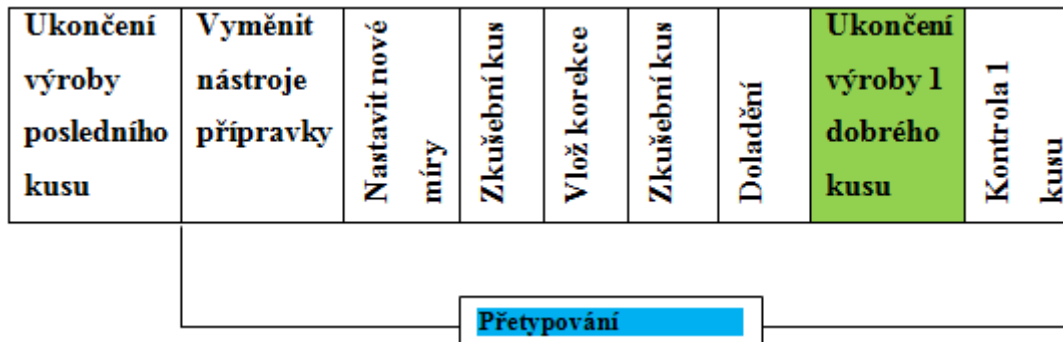 Ukončení
výroby
posledního
kusu
Vyměnit
nástroje
přípravky
Nastavit nové
míry
Zkušební kus
Vlož korekce
Zkušební kus
Doladění
Ukončení
výroby 1
dobrého
kusu
Kontrola 1
kusu
Přetypování